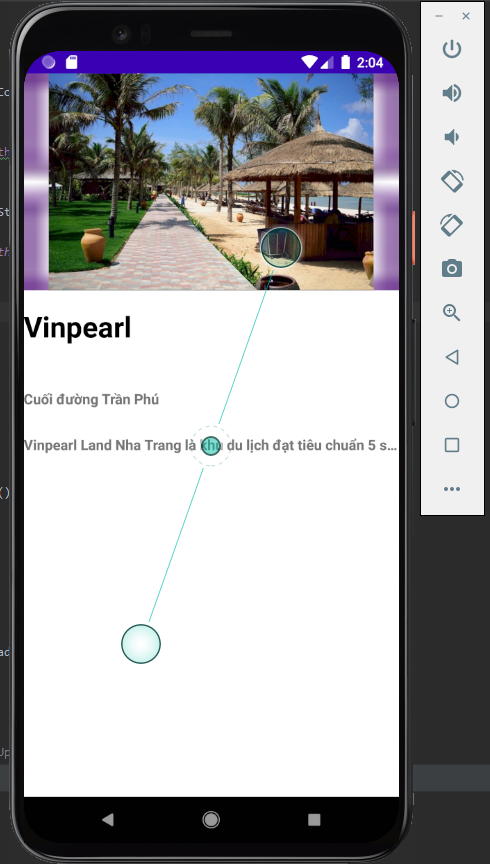 2:04
Vinpearl
Cuối đường Trần Phú
Vinpearl Land Nha Trang là khu du lịch đạt tiêu chuẩn 5 s...